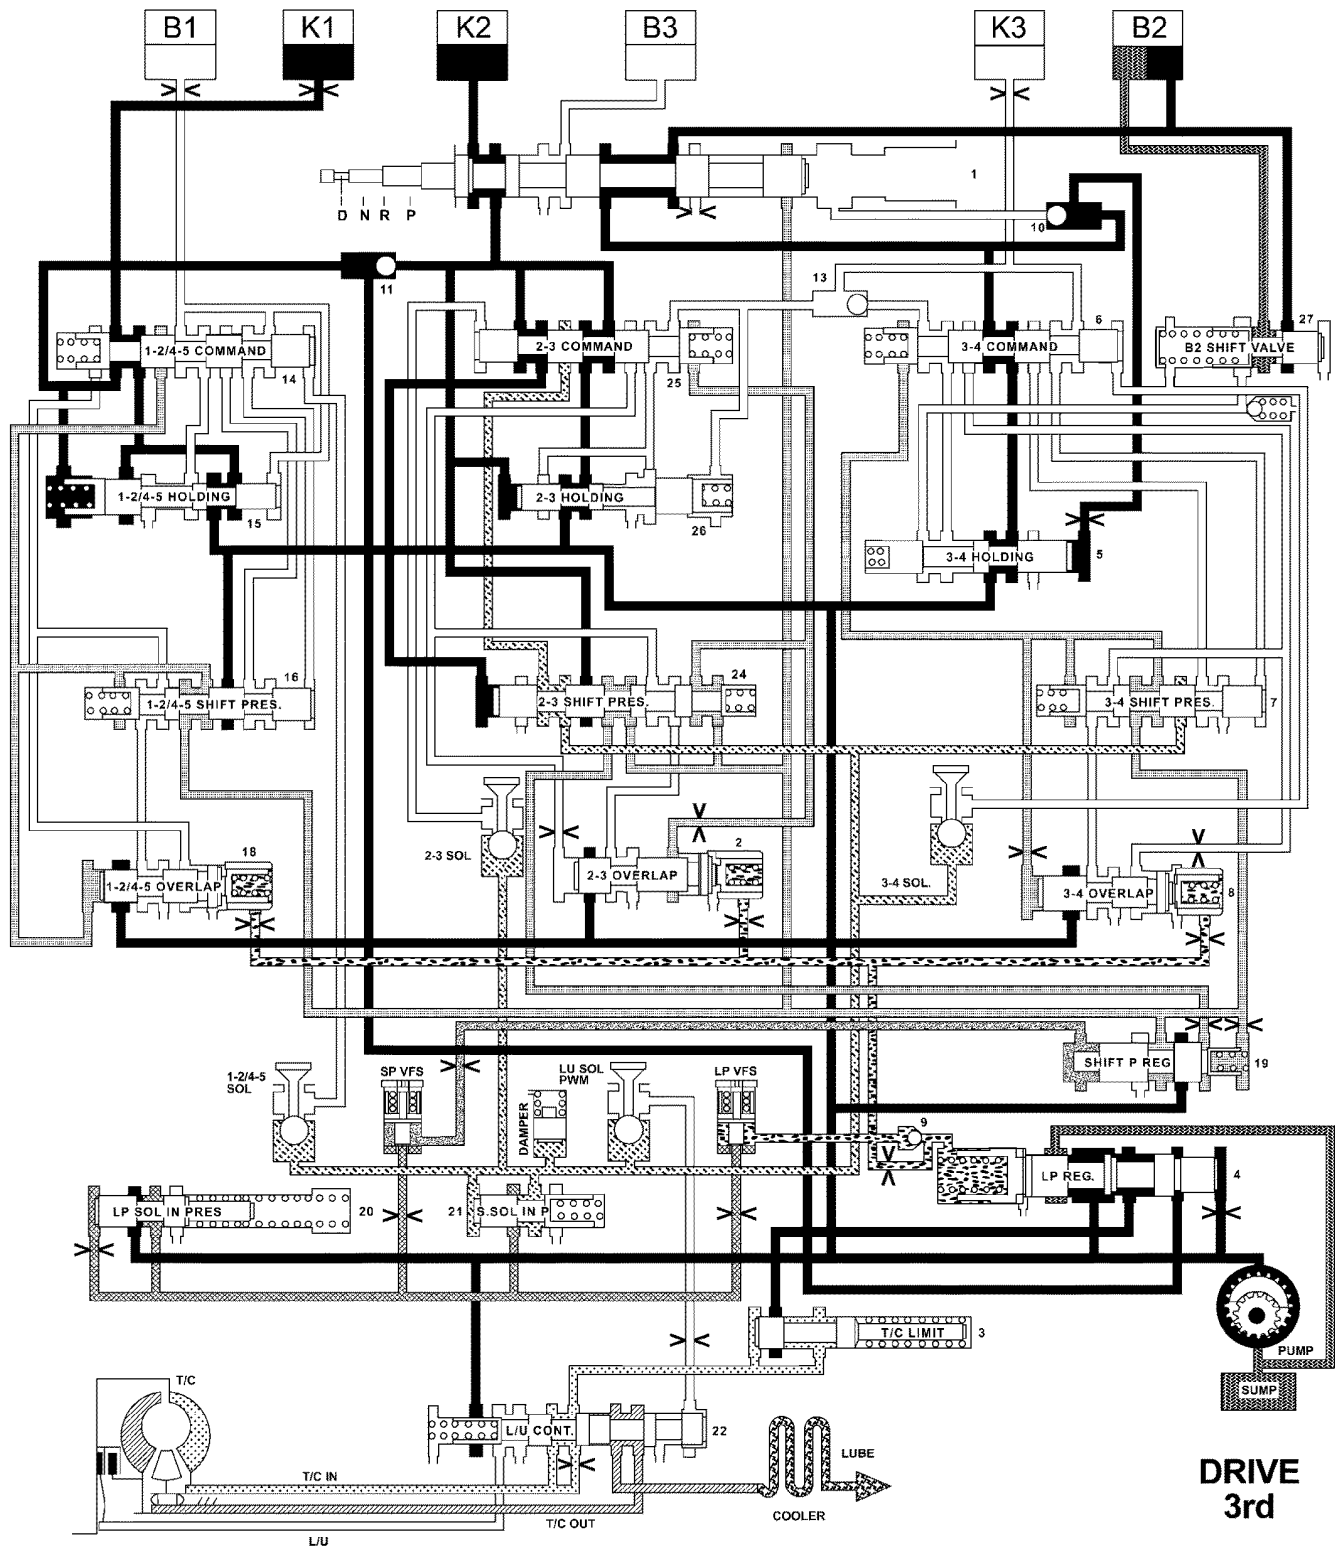 B1 K1 K2 B3 K3 B2
1
D N R P
10
11
13
6 27
1-2/4-5 COMMAND 2-3 COMMAND 3-4 COMMAND B2 SHIFT VALVE
14 25
1-2/4-5 HOLDING 2-3 HOLDING
15 26
3-4 HOLDING 5
16 24
1-2/4-5 SHIFT PRES. 2-3 SHIFT PRES. 3-4 SHIFT PRES. 7
18 2-3 SOL 2
1-2/4-5 OVERLAP 2-3 OVERLAP 3-4 SOL. 3-4 OVERLAP 8
SHIFT P REG 19
1-2/4-5
SOL
SP VFS
LU SOL
PWM
LP VFS
DAMPER
9
LP REG. 4
LP SOL IN PRES 20
21 S.SOL IN P
T/C LIMIT 3
PUMP
SUMP
T/C
L/U CONT. 22
LUBE
COOLER
T/C IN
T/C OUT
L/U
DRIVE
3rd